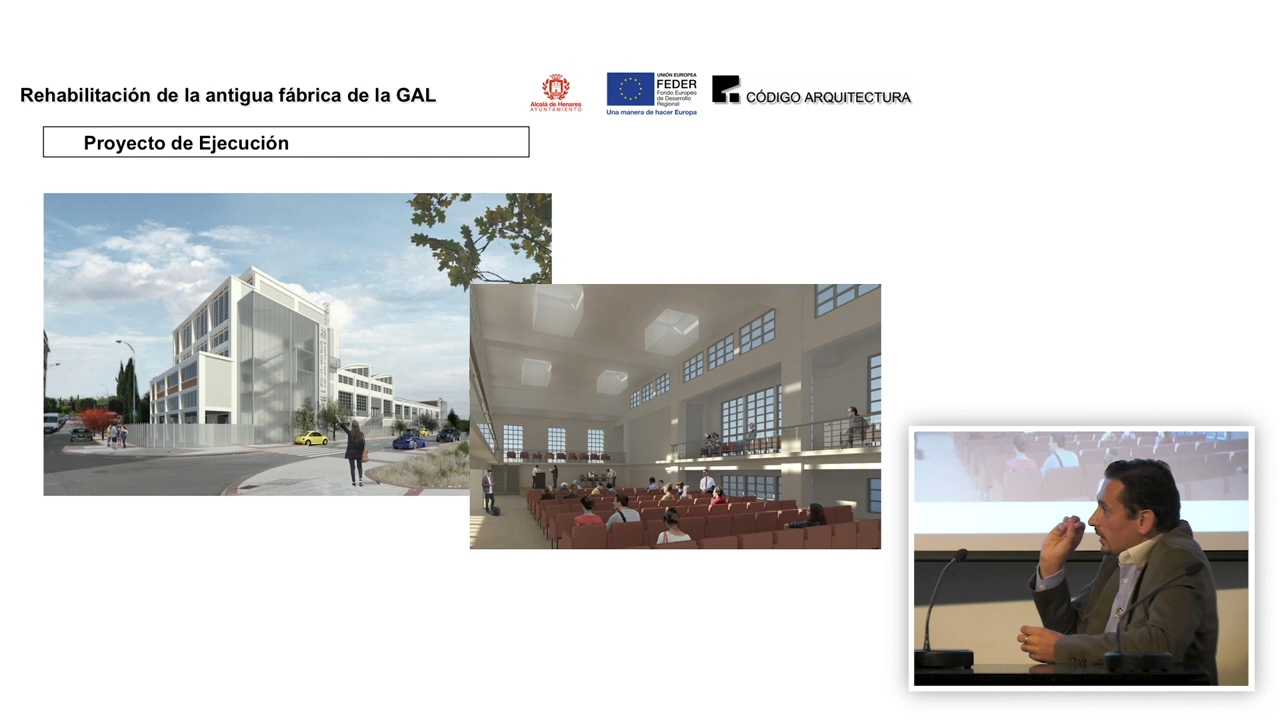 Rehabilitación de la antigua fábrica de la GAL
Alcalá de Henares
AYUNTAMIENTO
UNIÓN EUROPEA
FEDER
Fondo Europeo
de Desarrollo
Regional
Una manera de hacer Europa
CÓDIGO ARQUITECTURA
Proyecto de Ejecución